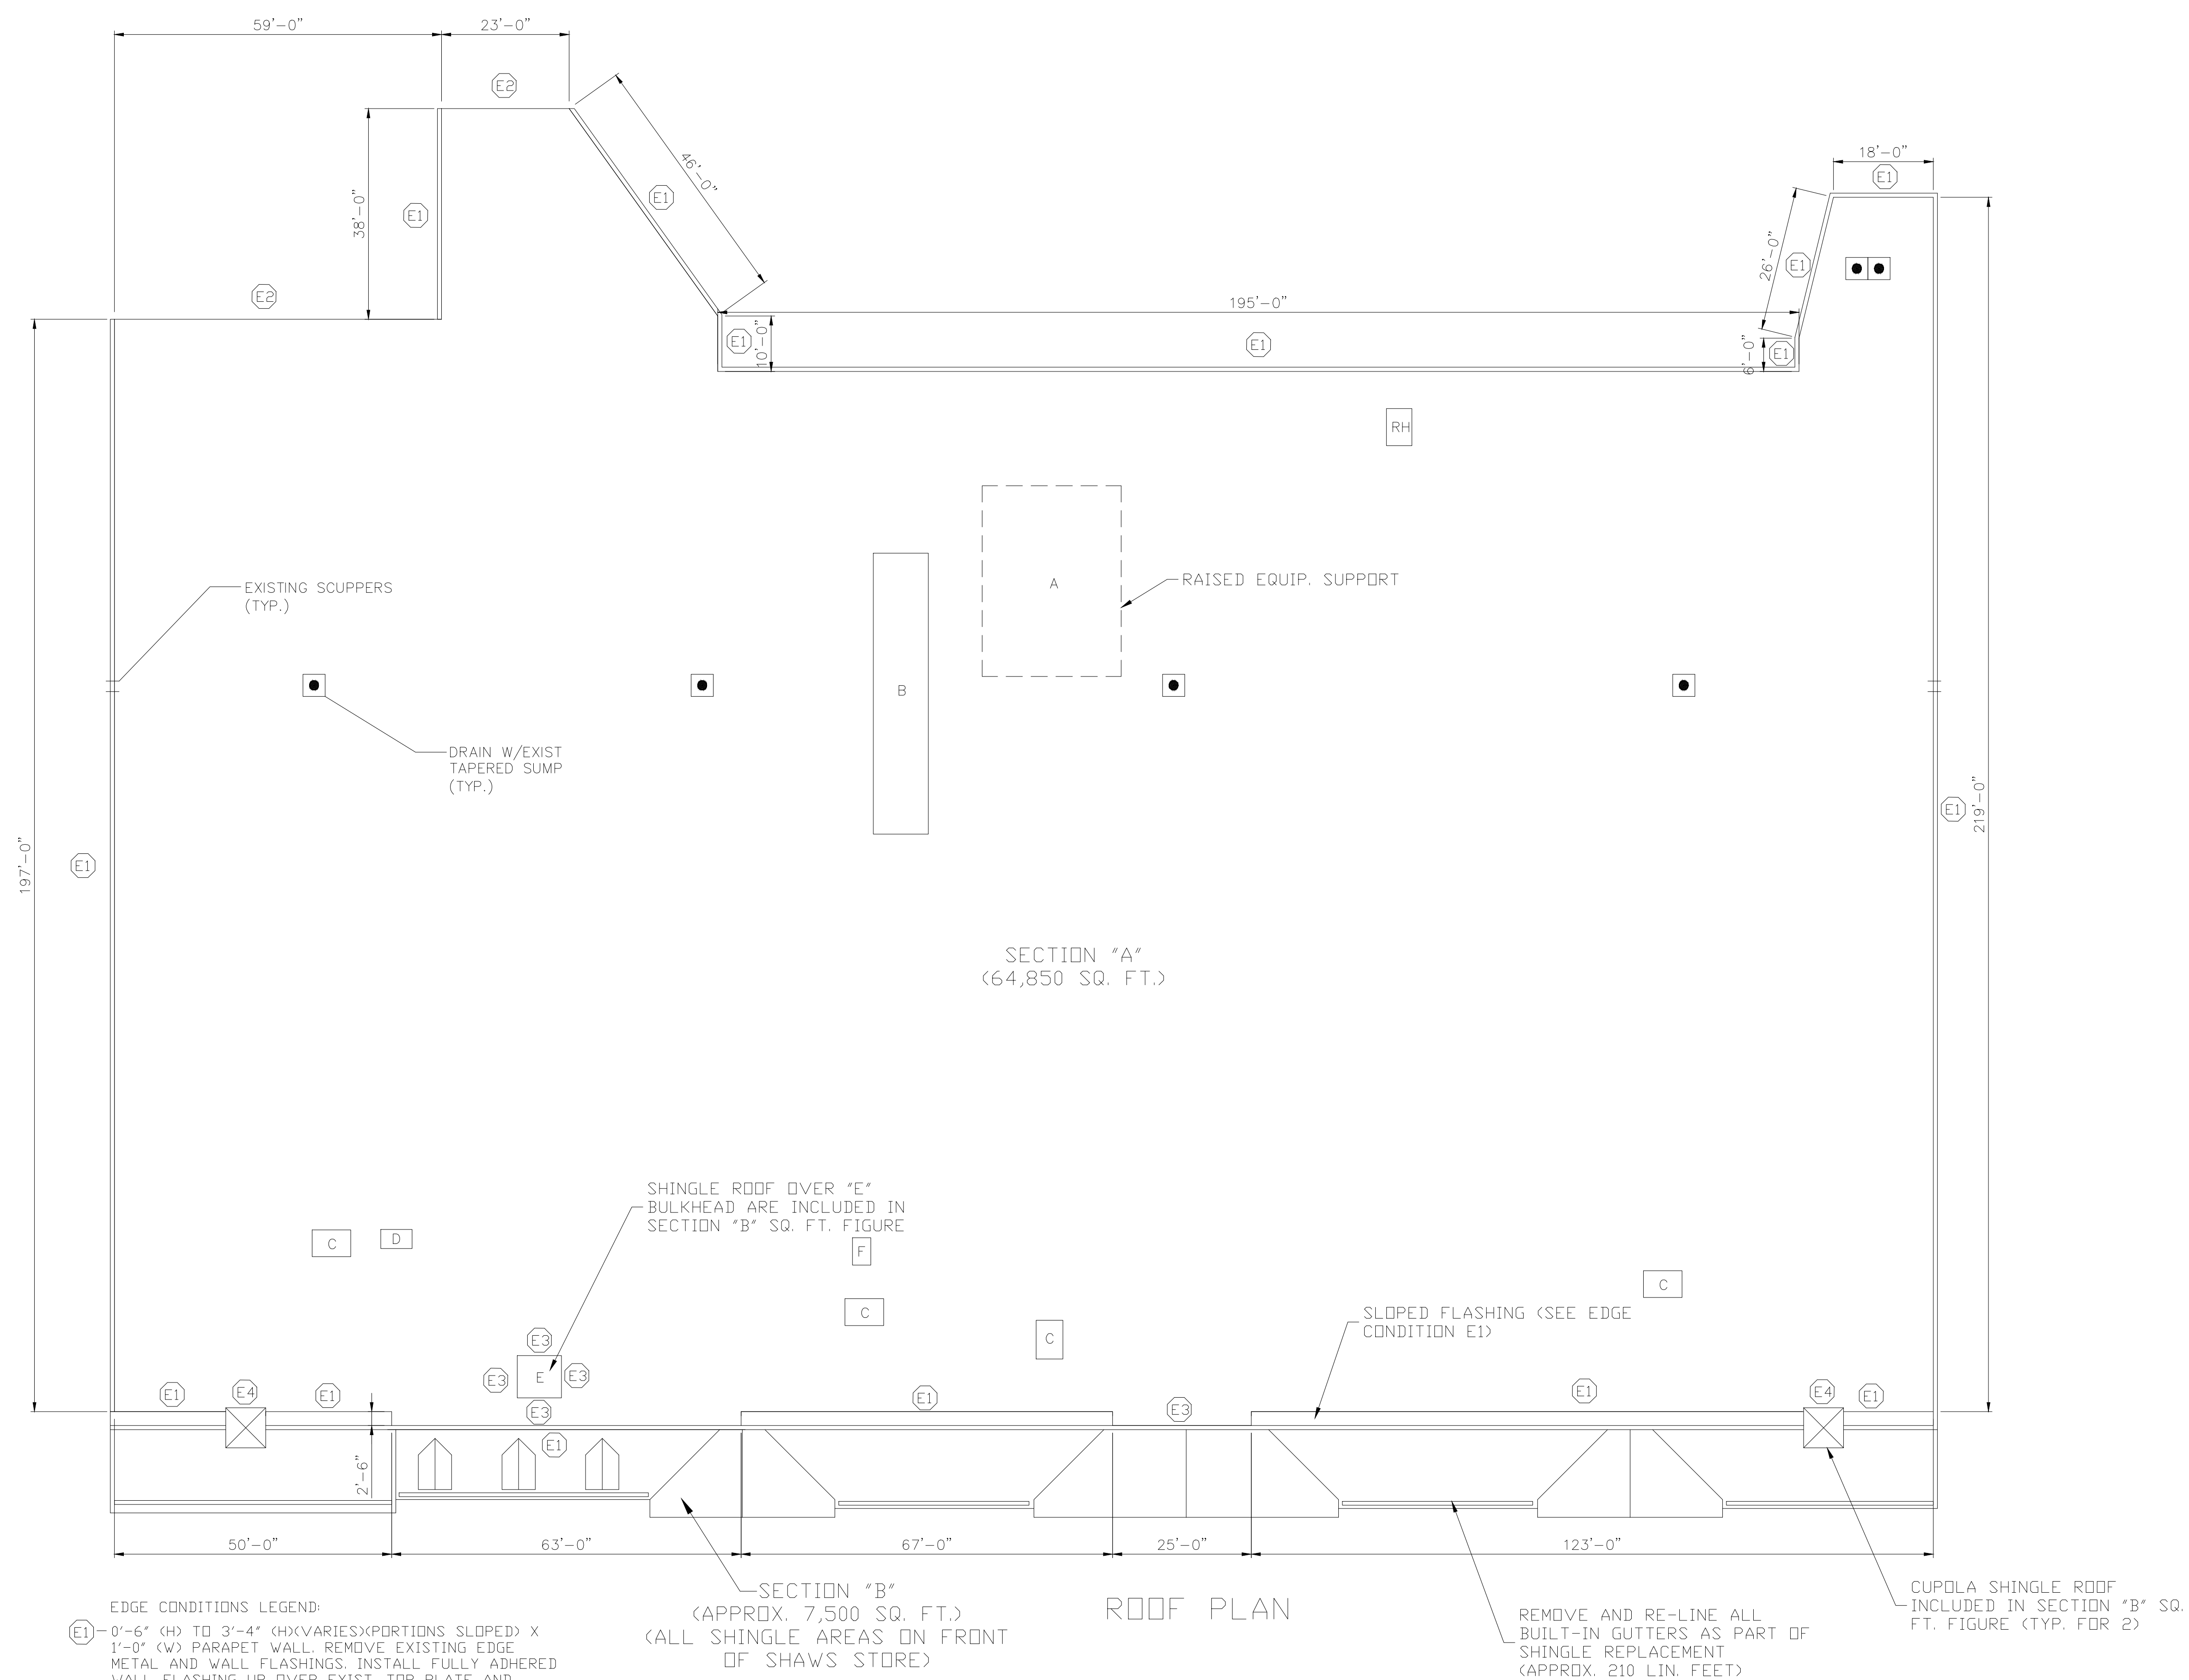 59'-0"
23'-0"
E2
46'-0"
18'-0"
E1
38'-0"
E1
E1
26'-0"
E1
E2
195'-0"
E1
10'-0"
E1
6'-0"
E1
RH
A
RAISED EQUIP. SUPPORT
EXISTING SCUPPERS
(TYP.)
B
DRAIN W/EXIST
TAPERED SUMP
(TYP.)
197'-0"
E1
219'-0"
E1
SECTION "A"
(64,850 SQ. FT.)
SHINGLE ROOF OVER "E"
BULKHEAD ARE INCLUDED IN
SECTION "B" SQ. FT. FIGURE
C
D
F
C
C
C
SLOPED FLASHING (SEE EDGE
CONDITION E1)
E3
E3
E
E3
E3
E1
E4
E1
E1
E3
E1
E4
E1
E1
2'-6"
50'-0"
63'-0"
67'-0"
25'-0"
123'-0"
SECTION "B"
(APPROX. 7,500 SQ. FT.)
(ALL SHINGLE AREAS ON FRONT
OF SHAWS STORE)
ROOF PLAN
REMOVE AND RE-LINE ALL
BUILT-IN GUTTERS AS PART OF
SHINGLE REPLACEMENT
(APPROX. 210 LIN. FEET)
CUPOLA SHINGLE ROOF
INCLUDED IN SECTION "B" SQ.
FT. FIGURE (TYP. FOR 2)
EDGE CONDITIONS LEGEND:
E1 0'-6" (H) TO 3'-4" (H)(VARIES)(PORTIONS SLOPED) X
1'-0" (W) PARAPET WALL. REMOVE EXISTING EDGE
METAL AND WALL FLASHINGS. INSTALL FULLY ADHERED
WALL FLASHING UP OVER EXIST. TOP PLATE AND